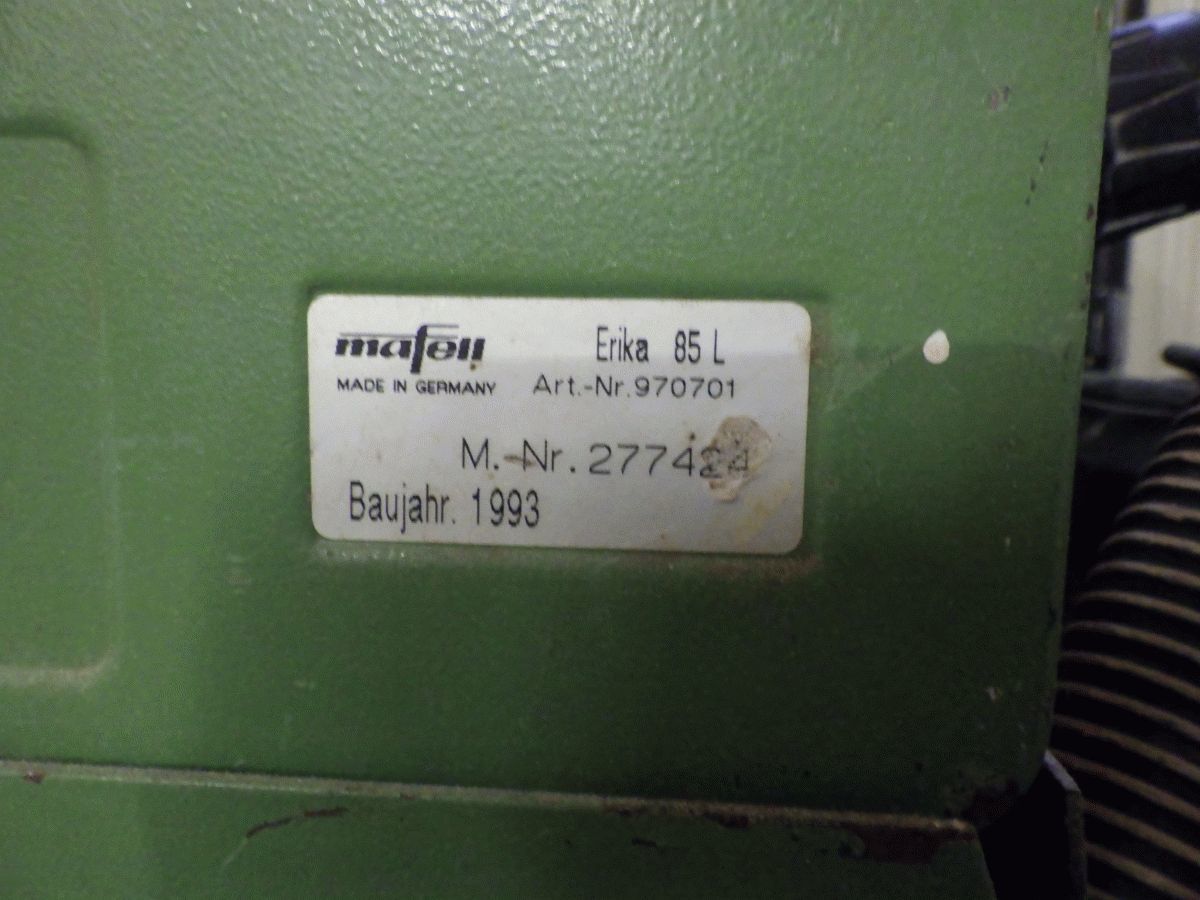 mafell Erika 85 L
MADE IN GERMANY Art.-Nr.970701
M.-Nr.
Baujahr. 1993